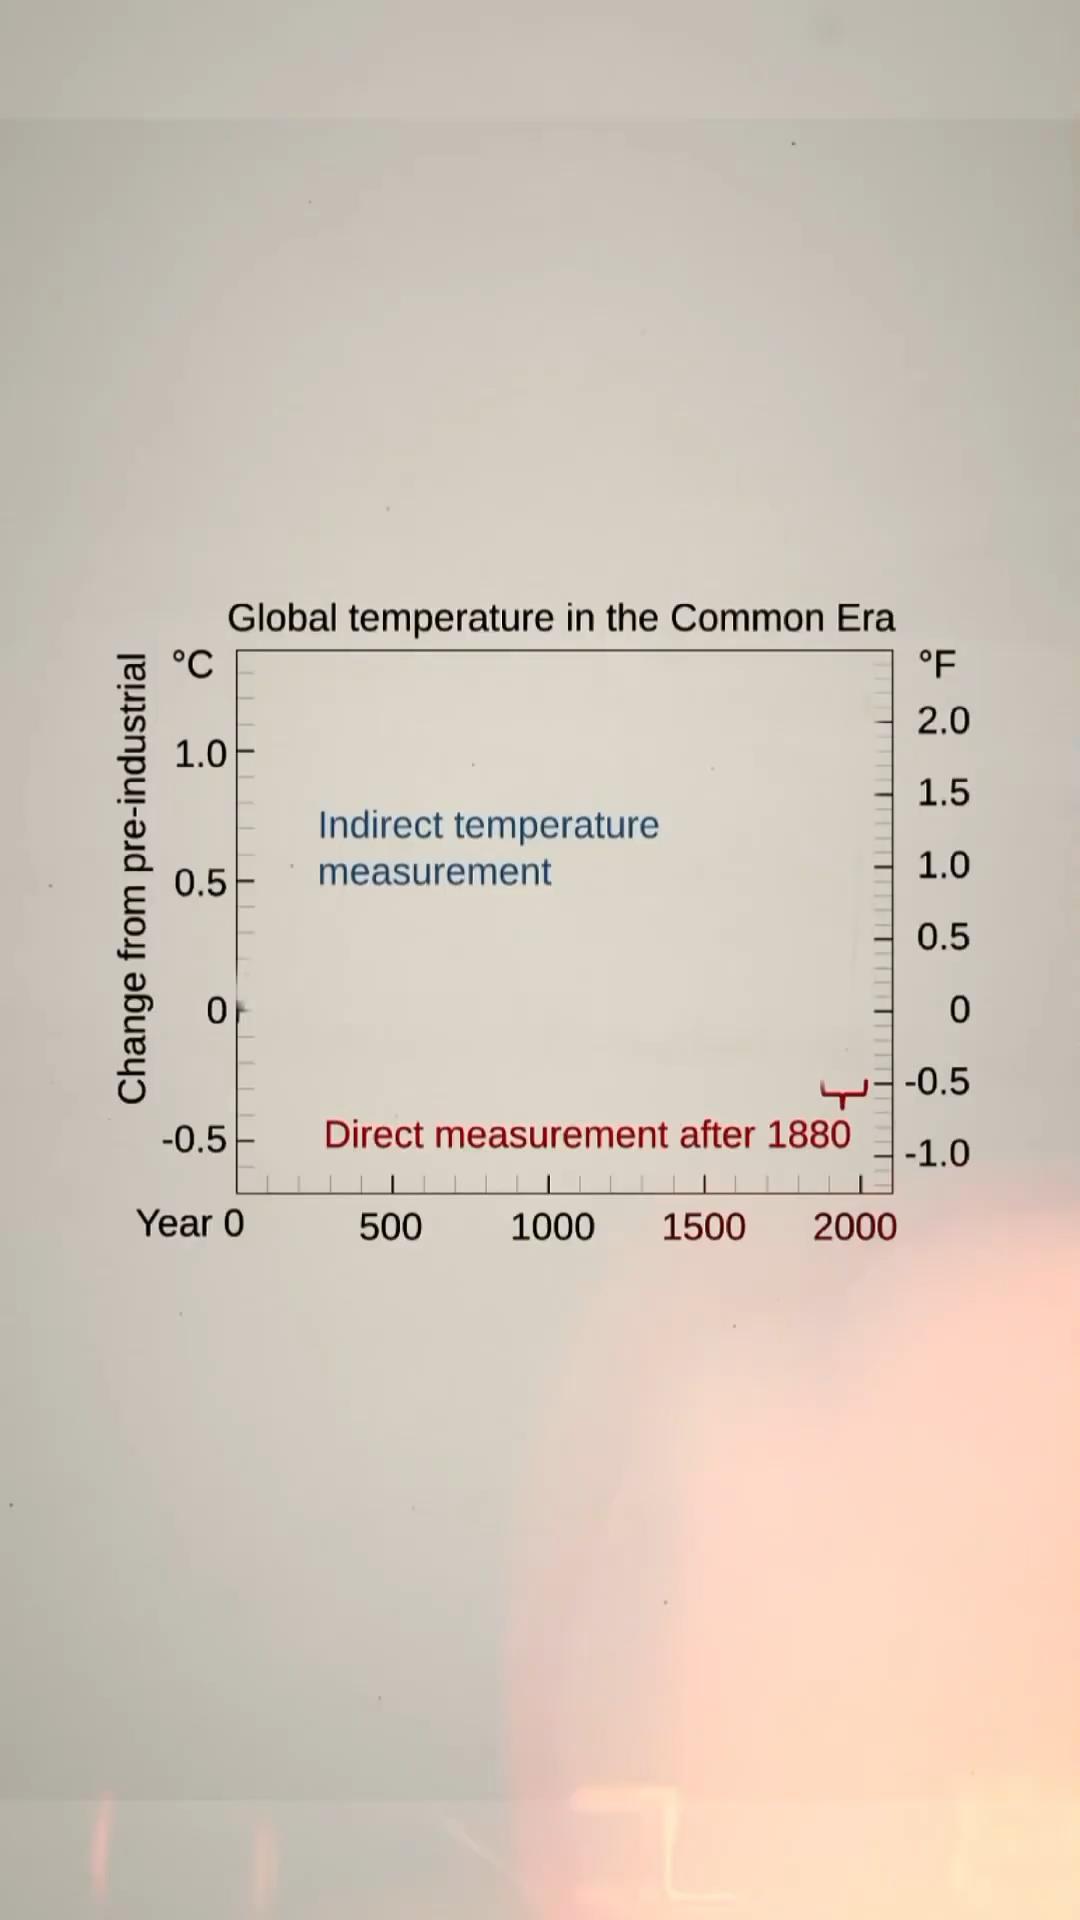 Global temperature in the Common Era
Change from pre-industrial
°C
1.0
0.5
0
-0.5
°F
2.0
1.5
1.0
0.5
0
-0.5
-1.0
Indirect temperature
measurement
Direct measurement after 1880
Year 0 500 1000 1500 2000